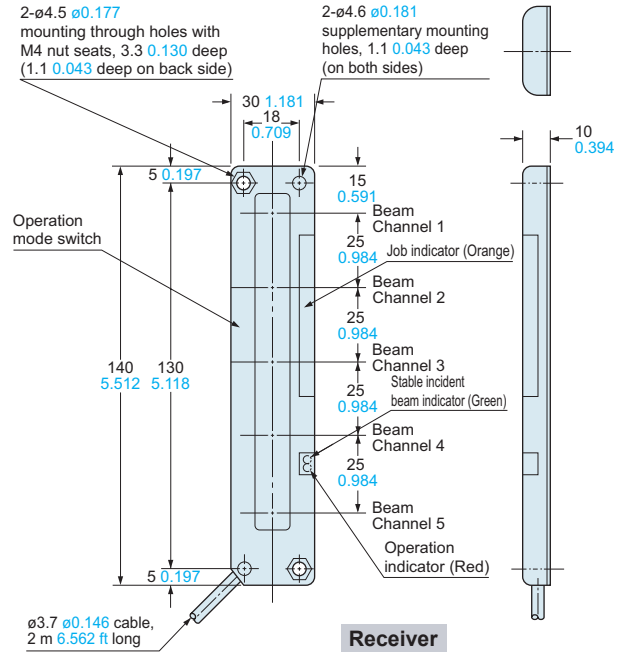 2-ø4.5 ø0.177
mounting through holes with
M4 nut seats, 3.3 0.130 deep
(1.1 0.043 deep on back side)
2-ø4.6 ø0.181
supplementary mounting
holes, 1.1 0.043 deep
(on both sides)
30 1.181
18
0.709
10
0.394
5 0.197
15
0.591
Operation
mode switch
Beam
Channel 1
25
0.984
Job indicator (Orange)
Beam
Channel 2
25
0.984
140
5.512
130
5.118
Beam
Channel 3
25
0.984
Stable incident
beam indicator (Green)
Beam
Channel 4
25
0.984
Beam
Channel 5
Operation
indicator (Red)
5 0.197
ø3.7 ø0.146 cable,
2 m 6.562 ft long
Receiver